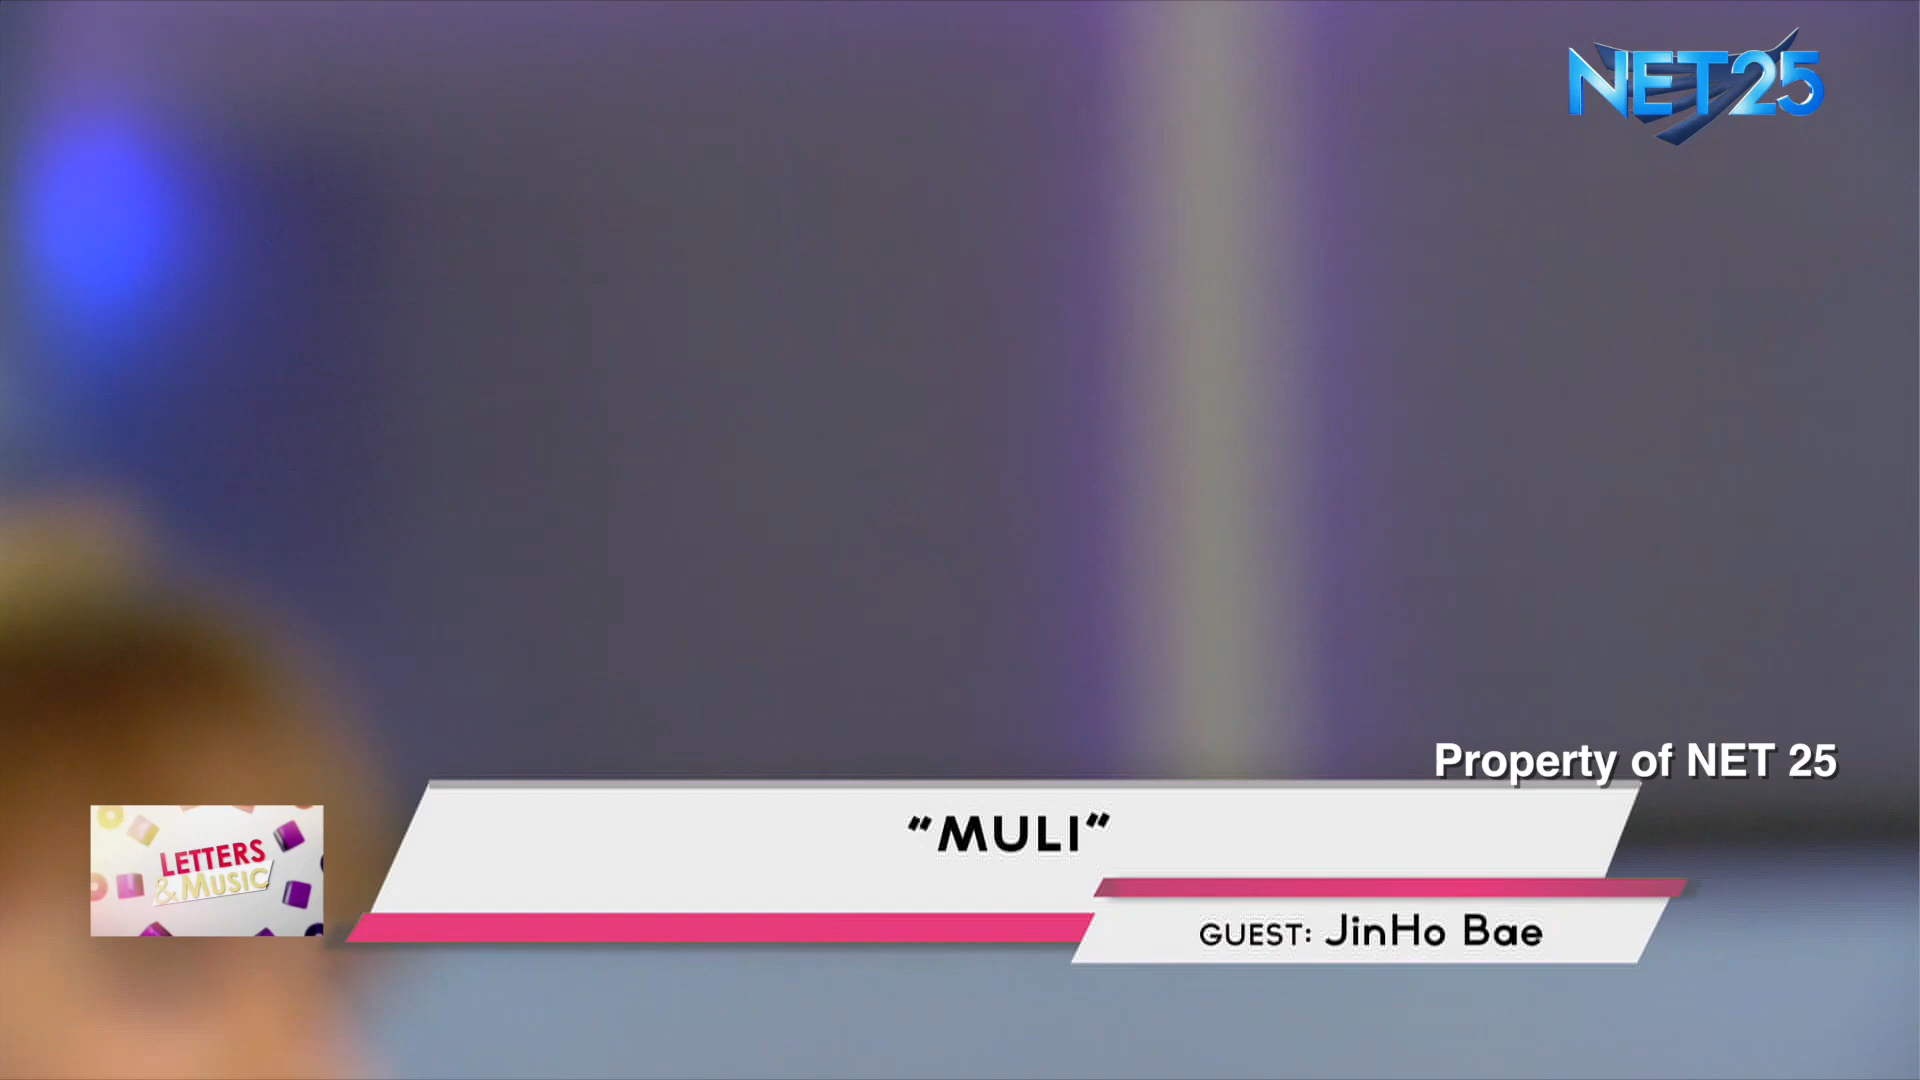 NET25
Property of NET 25
"MULI"
LETTERS
& MUSIC
GUEST: JinHo Bae